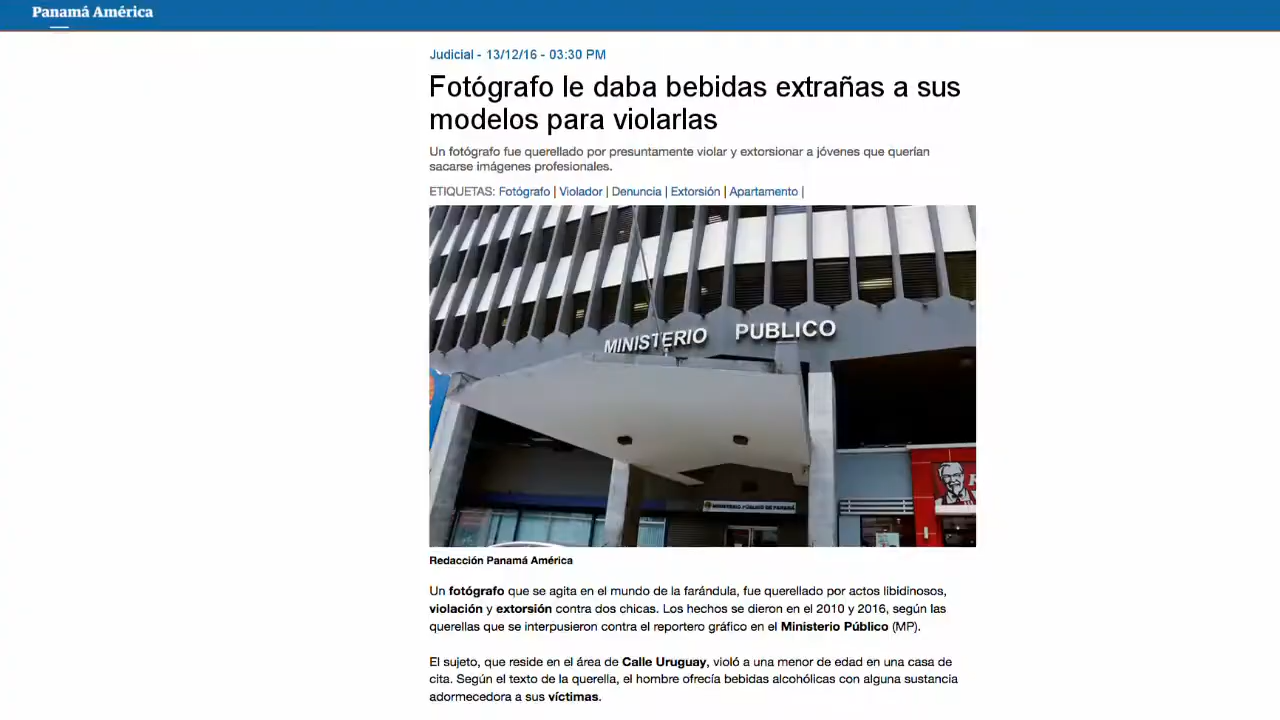 Panamá América
Judicial - 13/12/16 - 03:30 PM
Fotógrafo le daba bebidas extrañas a sus
modelos para violarlas
Un fotógrafo fue querellado por presuntamente violar y extorsionar a jóvenes que querían
sacarse imágenes profesionales.
ETIQUETAS: Fotógrafo | Violador | Denuncia | Extorsión | Apartamento |
MINISTERIO PUBLICO
MINISTERIO PÚBLICO DE PANAMÁ
Redacción Panamá América
Un fotógrafo que se agita en el mundo de la farándula, fue querellado por actos libidinosos,
violación y extorsión contra dos chicas. Los hechos se dieron en el 2010 y 2016, según las
querellas que se interpusieron contra el reportero gráfico en el Ministerio Público (MP).
El sujeto, que reside en el área de Calle Uruguay, violó a una menor de edad en una casa de
cita. Según el texto de la querella, el hombre ofrecía bebidas alcohólicas con alguna sustancia
adormecedora a sus víctimas.